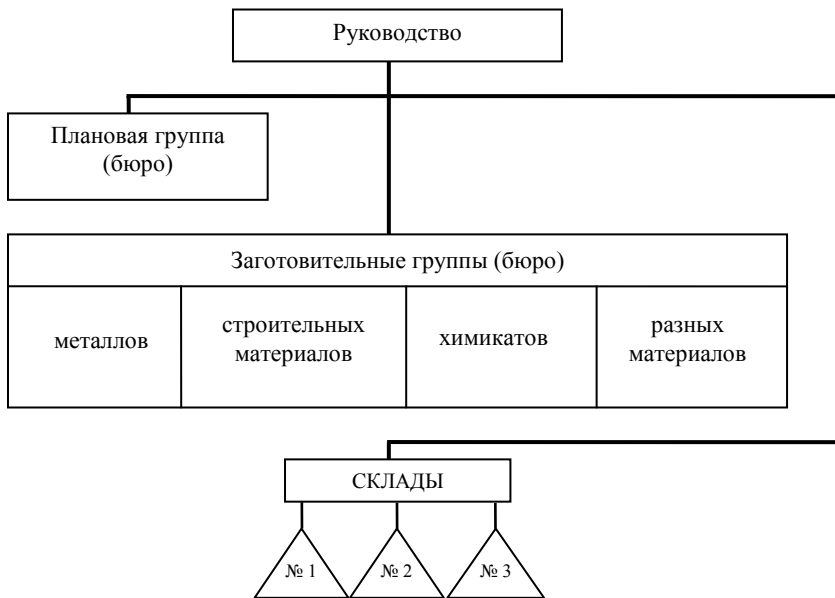 Руководство
Плановая группа
(бюро)
Заготовительные группы (бюро)
металлов
строительных
материалов
химикатов
разных
материалов
СКЛАДЫ
№ 1
№ 2
№ 3